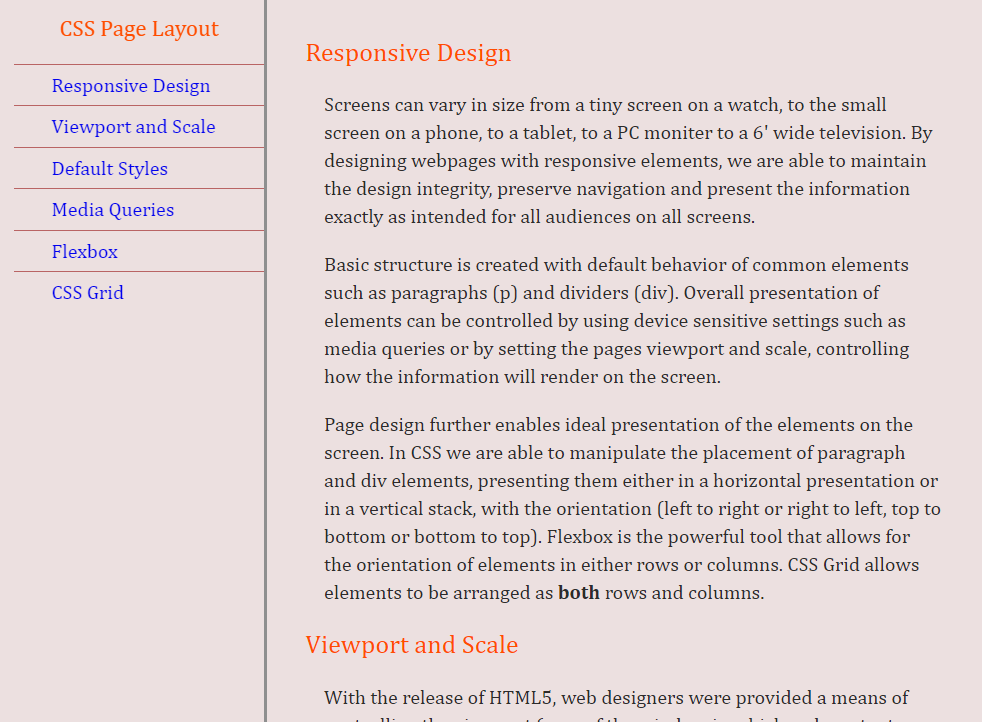 CSS Page Layout
Responsive Design
Viewport and Scale
Default Styles
Media Queries
Flexbox
CSS Grid
Responsive Design
Screens can vary in size from a tiny screen on a watch, to the small
screen on a phone, to a tablet, to a PC moniter to a 6' wide television. By
designing webpages with responsive elements, we are able to maintain
the design integrity, preserve navigation and present the information
exactly as intended for all audiences on all screens.
Basic structure is created with default behavior of common elements
such as paragraphs (p) and dividers (div). Overall presentation of
elements can be controlled by using device sensitive settings such as
media queries or by setting the pages viewport and scale, controlling
how the information will render on the screen.
Page design further enables ideal presentation of the elements on the
screen. In CSS we are able to manipulate the placement of paragraph
and div elements, presenting them either in a horizontal presentation or
in a vertical stack, with the orientation (left to right or right to left, top to
bottom or bottom to top). Flexbox is the powerful tool that allows for
the orientation of elements in either rows or columns. CSS Grid allows
elements to be arranged as both rows and columns.
Viewport and Scale
With the release of HTML5, web designers were provided a means of